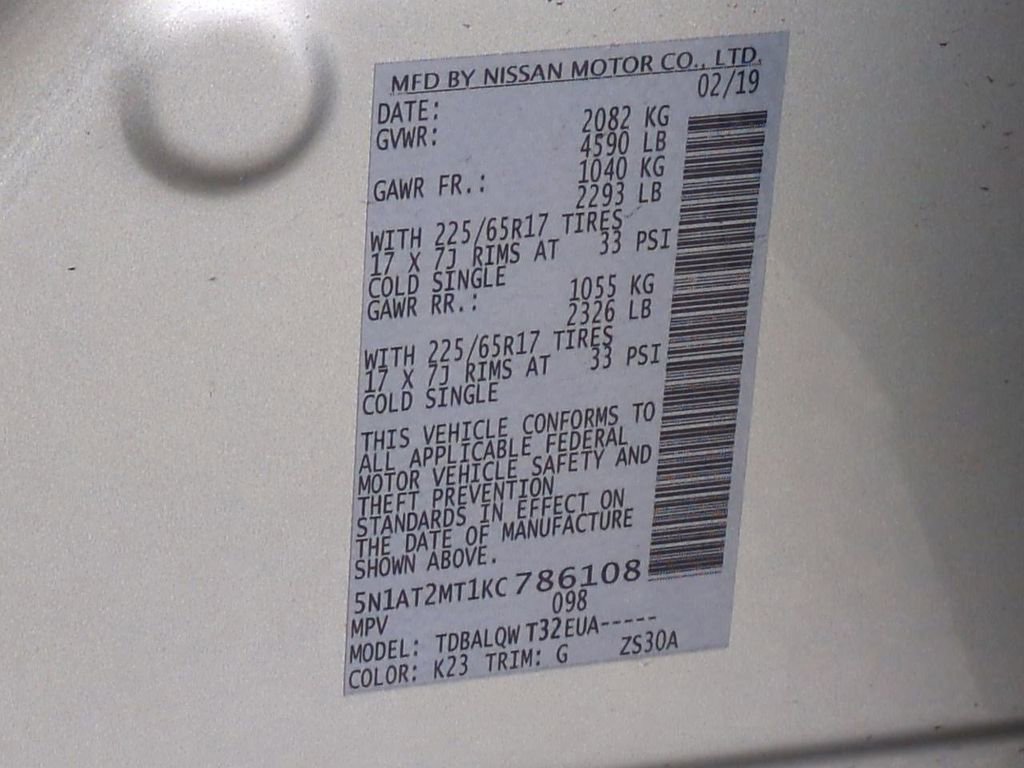 MFD BY NISSAN MOTOR CO., LTD.
DATE: 02/19
GVWR: 2082 KG
4590 LB
GAWR FR.: 1040 KG
2293 LB
WITH 225/65R17 TIRES
17 X 7J RIMS AT 33 PSI
COLD SINGLE
GAWR RR.: 1055 KG
2326 LB
WITH 225/65R17 TIRES
17 X 7J RIMS AT 33 PSI
COLD SINGLE
THIS VEHICLE CONFORMS TO
ALL APPLICABLE FEDERAL
MOTOR VEHICLE SAFETY AND
THEFT PREVENTION
STANDARDS IN EFFECT ON
THE DATE OF MANUFACTURE
SHOWN ABOVE.
5N1AT2MT1KC786108
MPV 098
MODEL: TDBALQW T32EUA-----
COLOR: K23 TRIM: G ZS30A